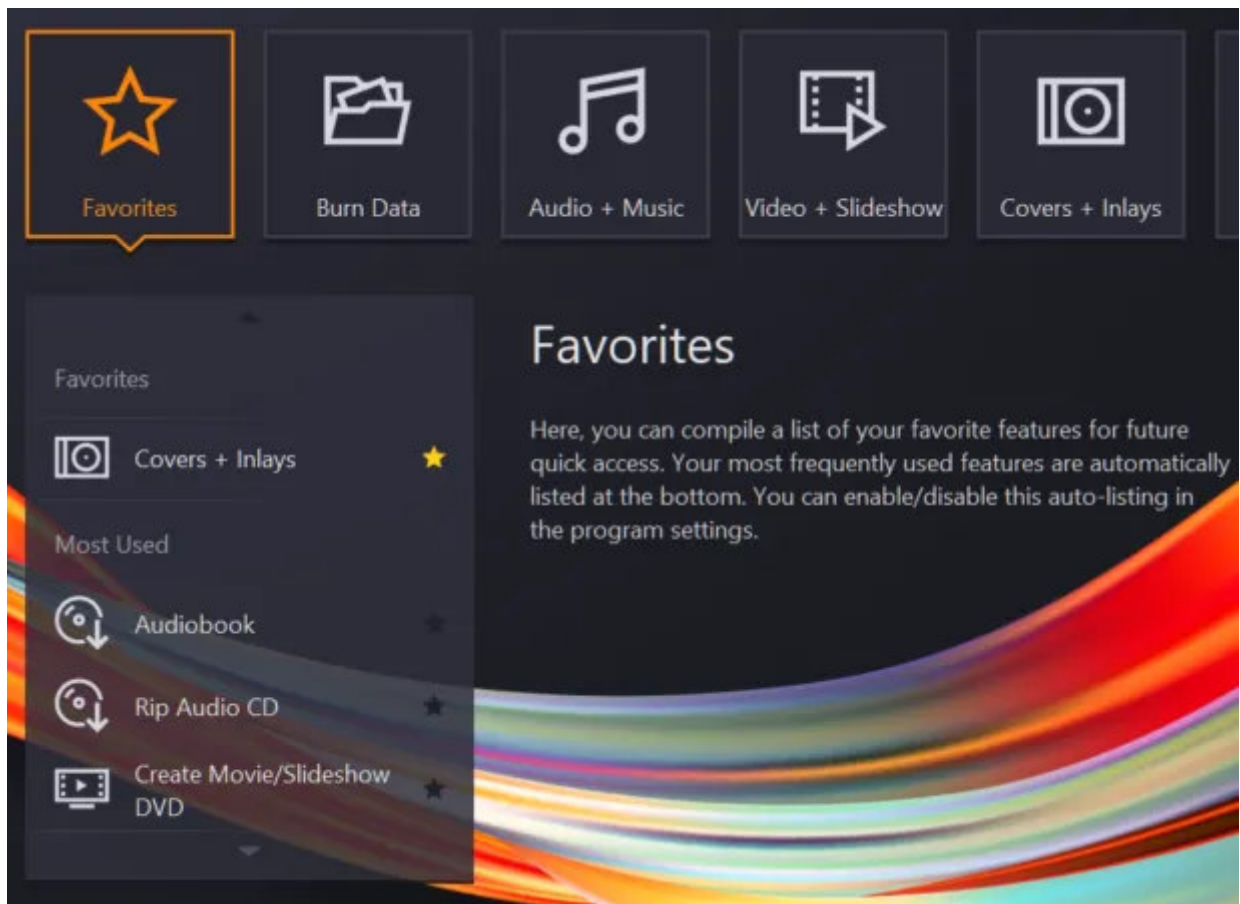 Favorites
Burn Data
Audio + Music
Video + Slideshow
Covers + Inlays
Favorites
Covers + Inlays
Most Used
Audiobook
Rip Audio CD
Create Movie/Slideshow
DVD
Favorites
Here, you can compile a list of your favorite features for future
quick access. Your most frequently used features are automatically
listed at the bottom. You can enable/disable this auto-listing in
the program settings.